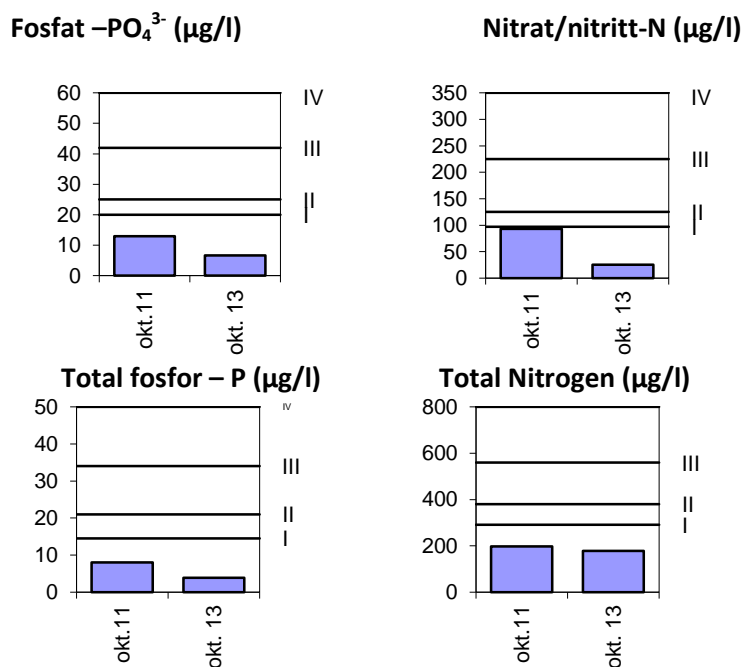 Fosfat –PO₄³⁻ (µg/l)
60
50
40
30
20
10
0
IV
III
II
I
okt.11
okt. 13
Nitrat/nitritt-N (µg/l)
350
300
250
200
150
100
50
0
IV
III
II
I
okt.11
okt. 13
Total fosfor – P (µg/l)
50
40
30
20
10
0
IV
III
II
I
okt.11
okt. 13
Total Nitrogen (µg/l)
800
600
400
200
0
III
II
I
okt.11
okt. 13